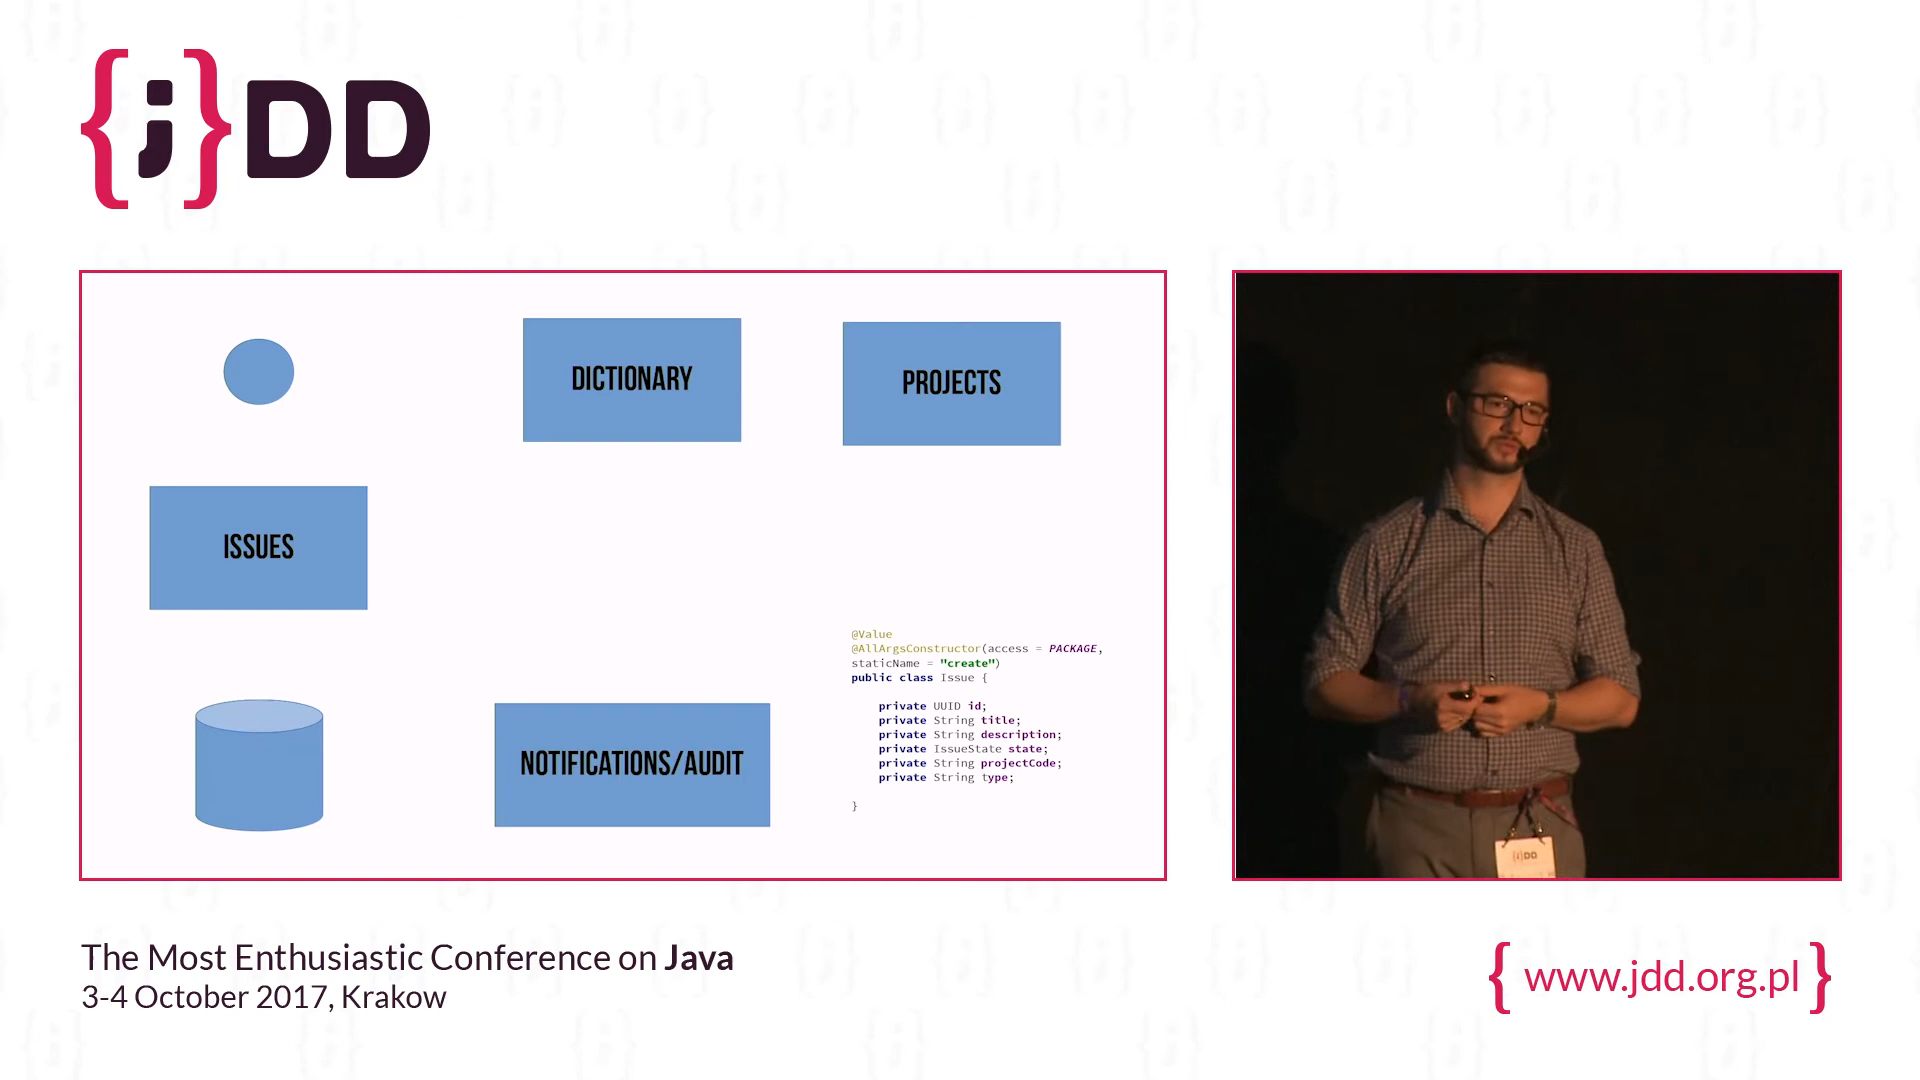 {;}DD
DICTIONARY
PROJECTS
ISSUES
NOTIFICATIONS/AUDIT
@Value
@AllArgsConstructor(access = PACKAGE,
staticName = "create")
public class Issue {
private UUID id;
private String title;
private String description;
private IssueState state;
private String projectCode;
private String type;
}
{;}DD
The Most Enthusiastic Conference on Java
3-4 October 2017, Krakow
{ www.jdd.org.pl }